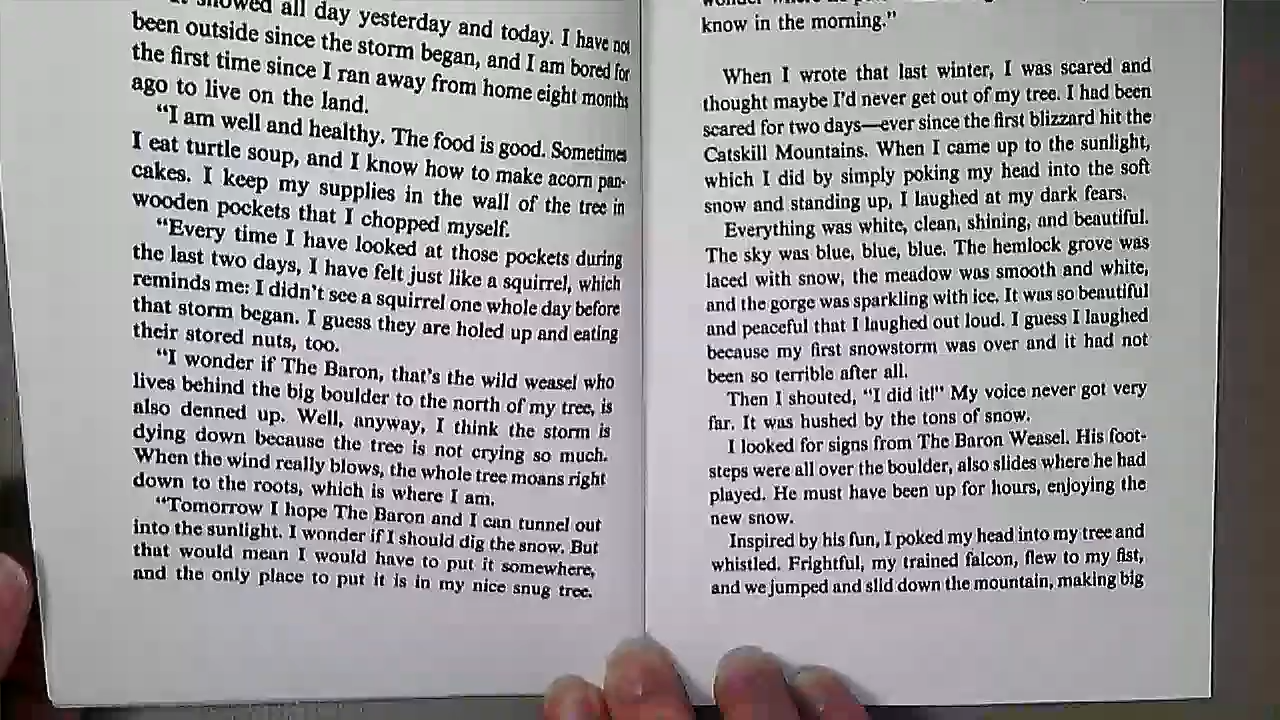 snowed all day yesterday and today. I have not
been outside since the storm began, and I am bored for
the first time since I ran away from home eight months
ago to live on the land.
“I am well and healthy. The food is good. Sometimes
I eat turtle soup, and I know how to make acorn pan-
cakes. I keep my supplies in the wall of the tree in
wooden pockets that I chopped myself.
“Every time I have looked at those pockets during
the last two days, I have felt just like a squirrel, which
reminds me: I didn’t see a squirrel one whole day before
that storm began. I guess they are holed up and eating
their stored nuts, too.
“I wonder if The Baron, that’s the wild weasel who
lives behind the big boulder to the north of my tree, is
also denned up. Well, anyway, I think the storm is
dying down because the tree is not crying so much.
When the wind really blows, the whole tree moans right
down to the roots, which is where I am.
“Tomorrow I hope The Baron and I can tunnel out
into the sunlight. I wonder if I should dig the snow. But
that would mean I would have to put it somewhere,
and the only place to put it is in my nice snug tree.
know in the morning.”
When I wrote that last winter, I was scared and
thought maybe I’d never get out of my tree. I had been
scared for two days—ever since the first blizzard hit the
Catskill Mountains. When I came up to the sunlight,
which I did by simply poking my head into the soft
snow and standing up, I laughed at my dark fears.
Everything was white, clean, shining, and beautiful.
The sky was blue, blue, blue. The hemlock grove was
laced with snow, the meadow was smooth and white,
and the gorge was sparkling with ice. It was so beautiful
and peaceful that I laughed out loud. I guess I laughed
because my first snowstorm was over and it had not
been so terrible after all.
Then I shouted, “I did it!” My voice never got very
far. It was hushed by the tons of snow.
I looked for signs from The Baron Weasel. His foot-
steps were all over the boulder, also slides where he had
played. He must have been up for hours, enjoying the
new snow.
Inspired by his fun, I poked my head into my tree and
whistled. Frightful, my trained falcon, flew to my fist,
and we jumped and slid down the mountain, making big